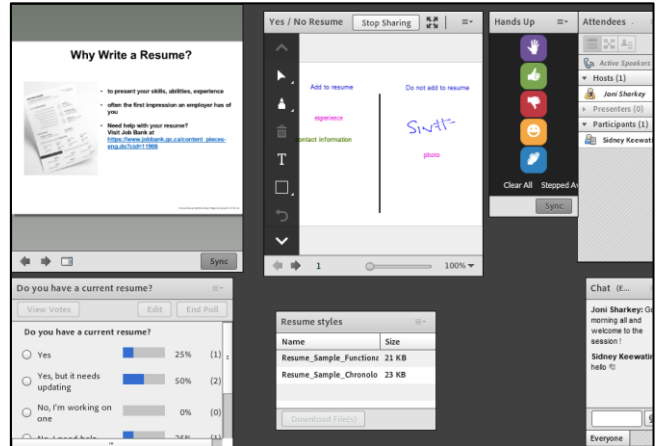 Why Write a Resume?
• to present your skills, abilities, experience
• often the first impression an employer has of
you
• Need help with your resume?
Visit Job Bank at
https://www.jobbank.gc.ca/content_pieces-
eng.do?cid=11905
Sync
Yes / No Resume
Stop Sharing
Add to resume
Do not add to resume
experience
ontact information
photo
T
1
100%
Hands Up
Clear All
Stepped Av
Sync
Attendees
Active Speakers
Hosts (1)
Joni Sharkey
Presenters (0)
Participants (1)
Sidney Keewati
Do you have a current resume?
View Votes
Edit
End Poll
Do you have a current resume?
Yes
25%
(1)
Yes, but it needs
updating
50%
(2)
No, I'm working on
one
0%
(0)
25%
(1)
Resume styles
Name
Size
Resume_Sample_Functiona
21 KB
Resume_Sample_Chronolo
23 KB
Download File(s)
Chat (E...
Joni Sharkey: Go
morning all and
welcome to the
session !
Sidney Keewatin
hello
Everyone